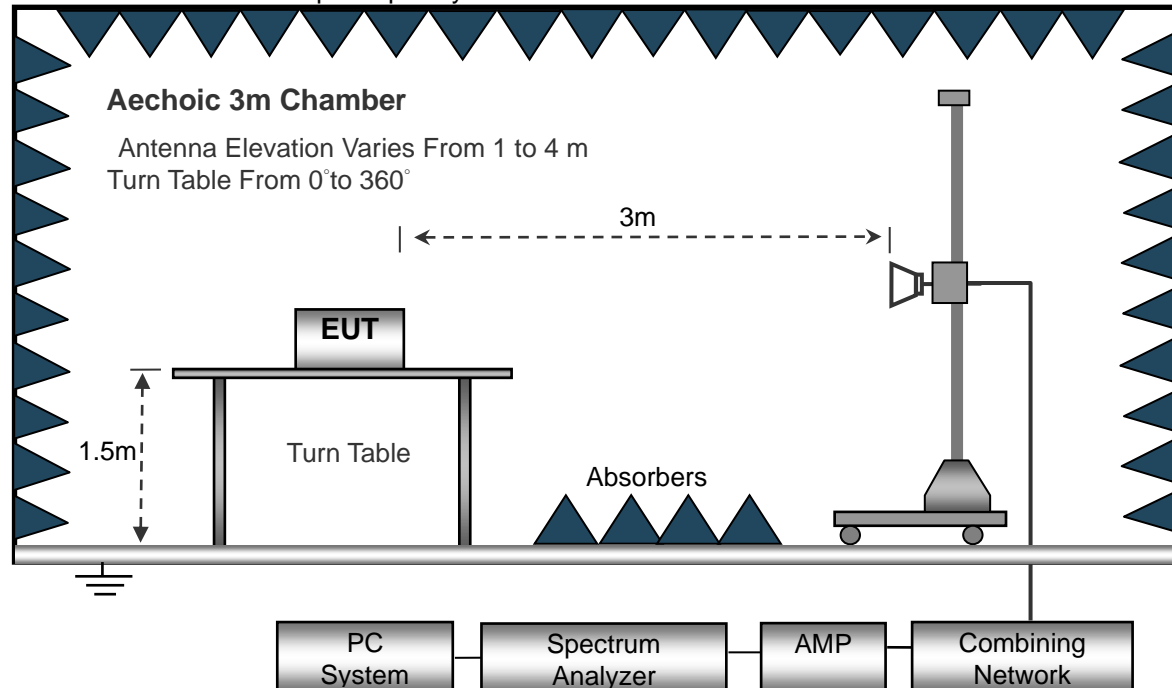 Aechoic 3m Chamber
Antenna Elevation Varies From 1 to 4 m
Turn Table From 0°to 360°
3m
EUT
1.5m
Turn Table
Absorbers
PC
System
Spectrum
Analyzer
AMP
Combining
Network